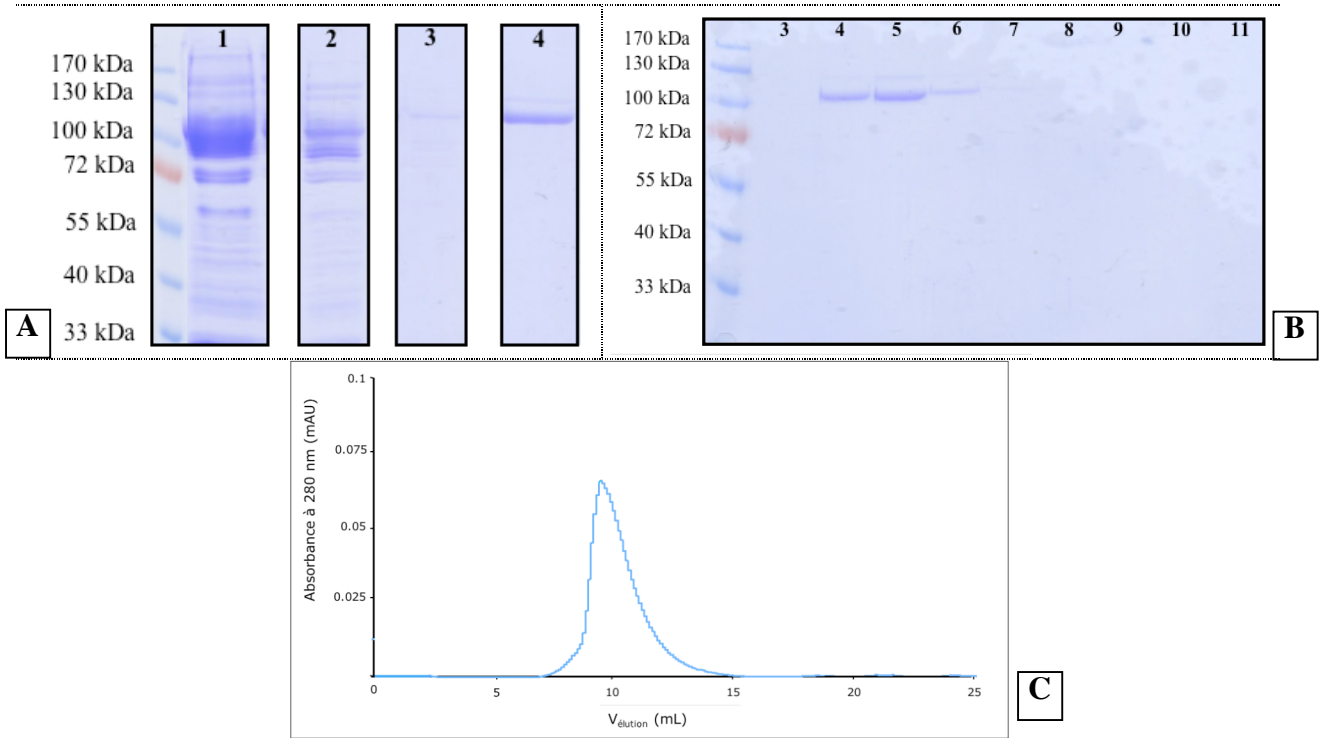 1 2 3 4
170 kDa
130 kDa
100 kDa
72 kDa
55 kDa
40 kDa
33 kDa
A
3 4 5 6 7 8 9 10 11
170 kDa
130 kDa
100 kDa
72 kDa
55 kDa
40 kDa
33 kDa
B
Absorbance à 280 nm (mAU)
0.1
0.075
0.05
0.025
0 5 10 15 20 25
Vélution (mL)
C